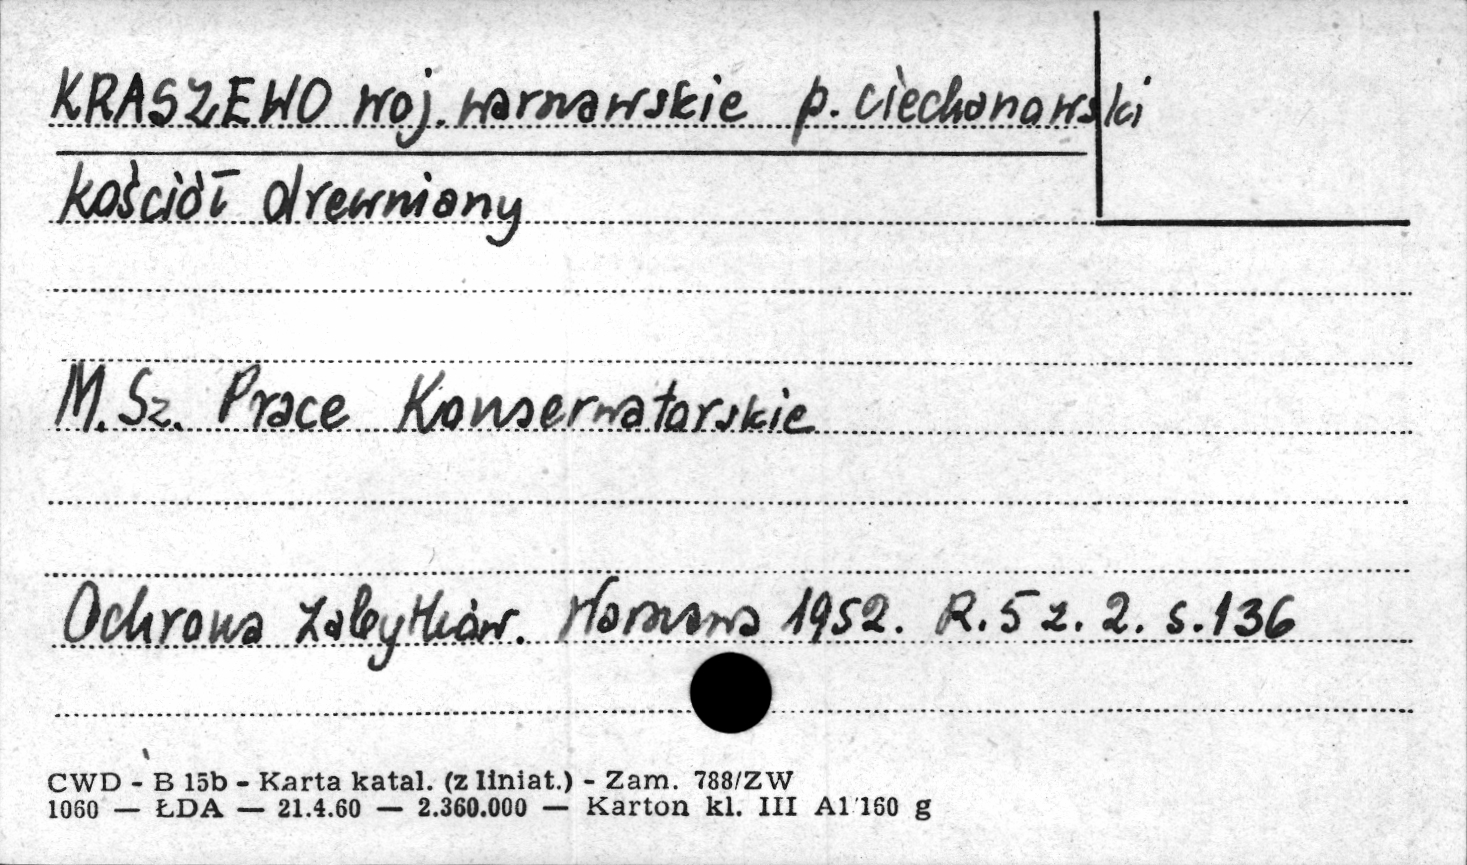 KRASZEWO woj. warszawskie p. ciechanowski
kościół drewniany
M. Sz. Prace Konserwatorskie
Ochrona Zabytków. Warszawa 1952. R. 5 z. 2. s. 136
CWD - B 15b - Karta katal. (z liniat.) - Zam. 788/ZW
1060 — ŁDA — 21.4.60 — 2.360.000 — Karton kl. III A1 160 g